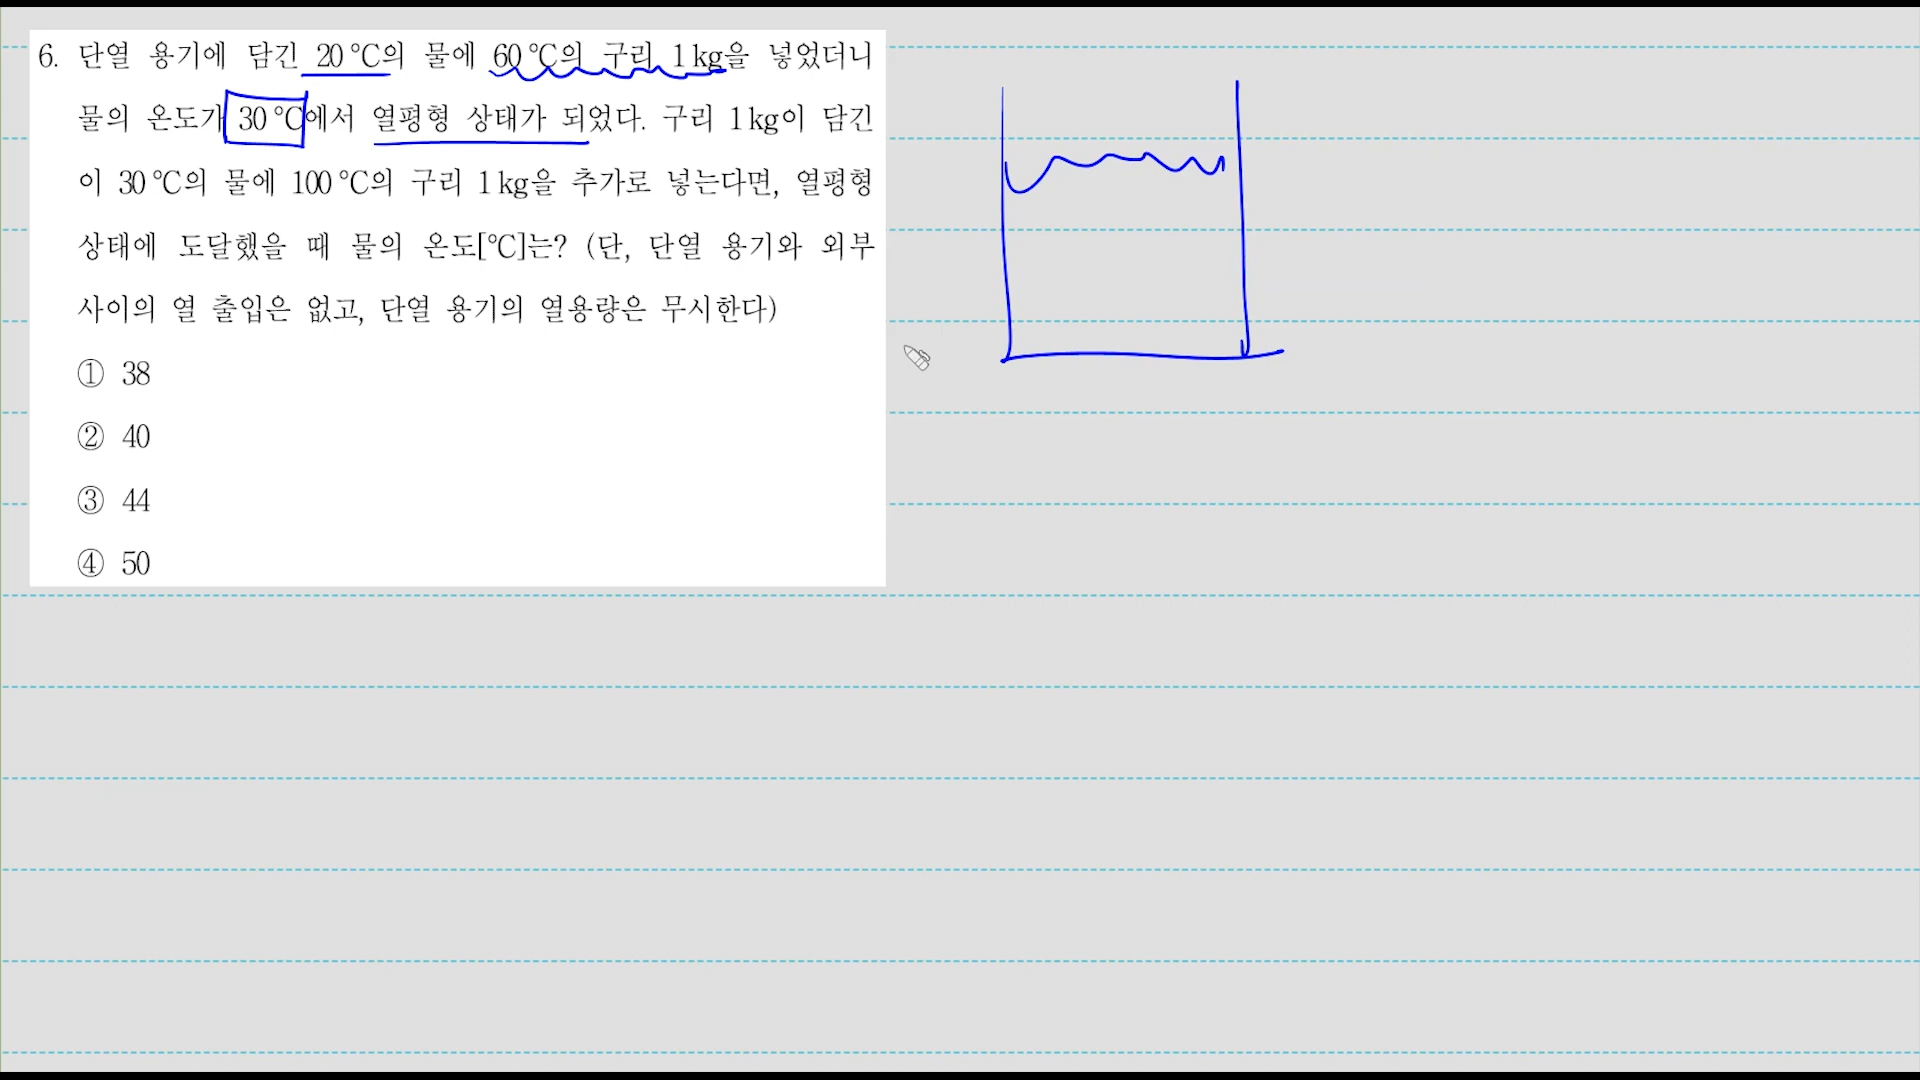 6. 단열 용기에 담긴 20 ℃의 물에 60 ℃의 구리 1 kg을 넣었더니
물의 온도가 30 ℃에서 열평형 상태가 되었다. 구리 1 kg이 담긴
이 30 ℃의 물에 100 ℃의 구리 1 kg을 추가로 넣는다면, 열평형
상태에 도달했을 때 물의 온도[℃]는? (단, 단열 용기와 외부
사이의 열 출입은 없고, 단열 용기의 열용량은 무시한다)
① 38
② 40
③ 44
④ 50